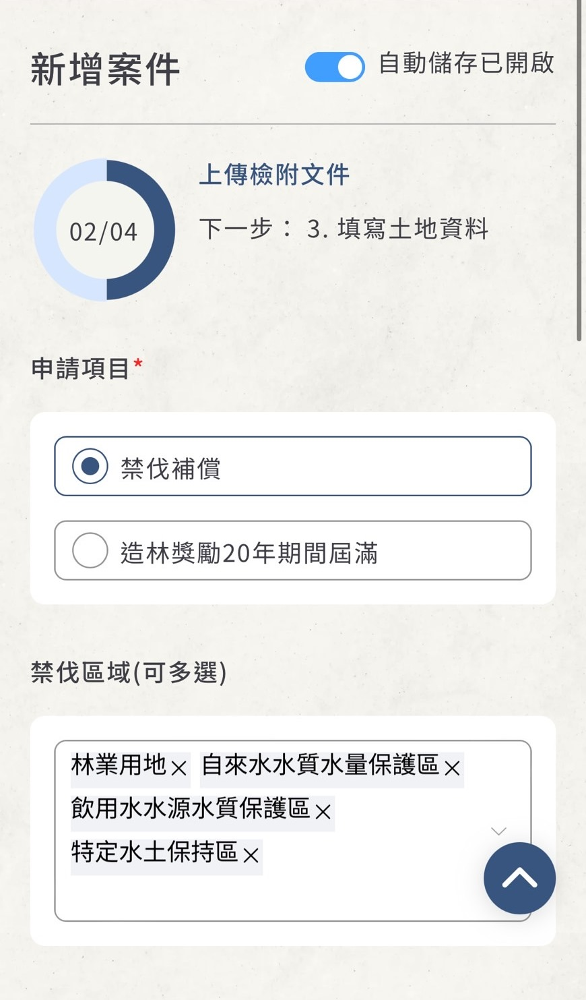 新增案件
自動儲存已開啟
02/04
上傳檢附文件
下一步： 3. 填寫土地資料
申請項目*
禁伐補償
造林獎勵20年期間屆滿
禁伐區域(可多選)
林業用地× 自來水水質水量保護區×
飲用水水源水質保護區×
特定水土保持區×